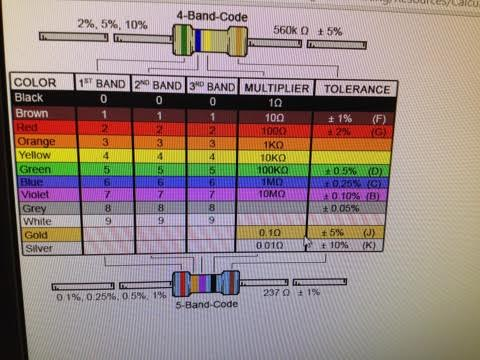 ng/Resources/Calcu
4-Band-Code
2%, 5%, 10%
560k Ω ± 5%
COLOR 1ST BAND 2ND BAND 3RD BAND MULTIPLIER TOLERANCE
Black 0 0 0 1Ω
Brown 1 1 1 10Ω ± 1% (F)
Red 2 2 2 100Ω ± 2% (G)
Orange 3 3 3 1KΩ
Yellow 4 4 4 10KΩ
Green 5 5 5 100KΩ ± 0.5% (D)
Blue 6 6 6 1MΩ ± 0.25% (C)
Violet 7 7 7 10MΩ ± 0.10% (B)
Grey 8 8 8 ± 0.05%
White 9 9 9
Gold 0.1Ω ± 5% (J)
Silver 0.01Ω ± 10% (K)
0.1%, 0.25%, 0.5%, 1%
5-Band-Code
237 Ω ± 1%